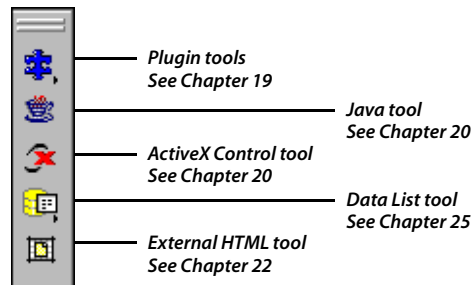 Plugin tools
See Chapter 19
Java tool
See Chapter 20
ActiveX Control tool
See Chapter 20
Data List tool
See Chapter 25
External HTML tool
See Chapter 22